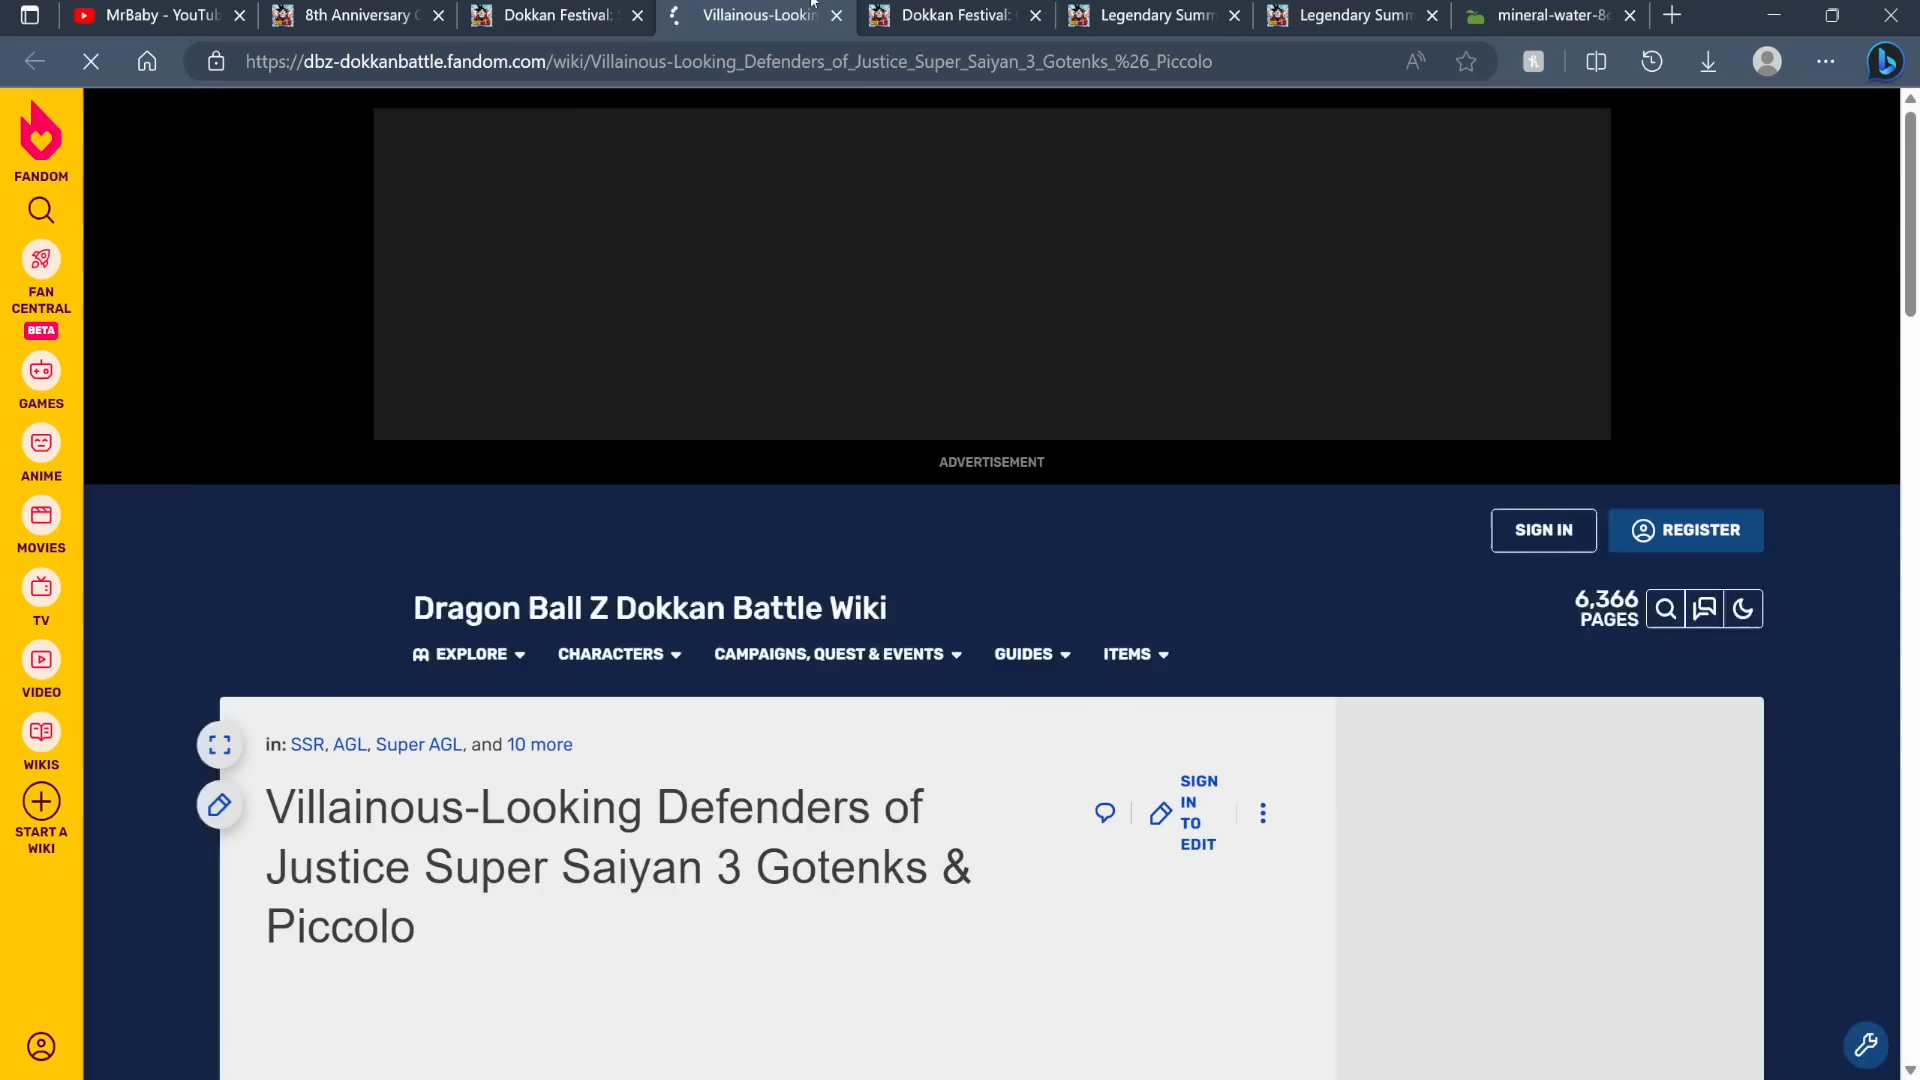 MrBaby - YouTub
8th Anniversary C
Dokkan Festival:
Villainous-Lookin
Dokkan Festival:
Legendary Summ
Legendary Summ
mineral-water-8
https://dbz-dokkanbattle.fandom.com/wiki/Villainous-Looking_Defenders_of_Justice_Super_Saiyan_3_Gotenks_%26_Piccolo
FANDOM
FAN
CENTRAL
BETA
GAMES
ANIME
MOVIES
TV
VIDEO
WIKIS
START A
WIKI
ADVERTISEMENT
SIGN IN
REGISTER
Dragon Ball Z Dokkan Battle Wiki
6,366
PAGES
EXPLORE
CHARACTERS
CAMPAIGNS, QUEST & EVENTS
GUIDES
ITEMS
in: SSR, AGL, Super AGL, and 10 more
Villainous-Looking Defenders of
Justice Super Saiyan 3 Gotenks &
Piccolo
SIGN
IN
TO
EDIT